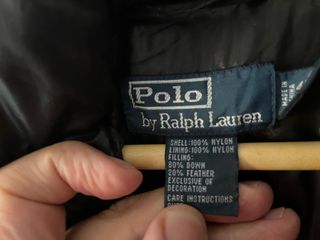 Polo
by Ralph Lauren
MADE IN
CHINA
SHELL:100% NYLON
LINING:100% NYLON
FILLING:
80% DOWN
20% FEATHER
EXCLUSIVE OF
DECORATION
CARE INSTRUCTIONS